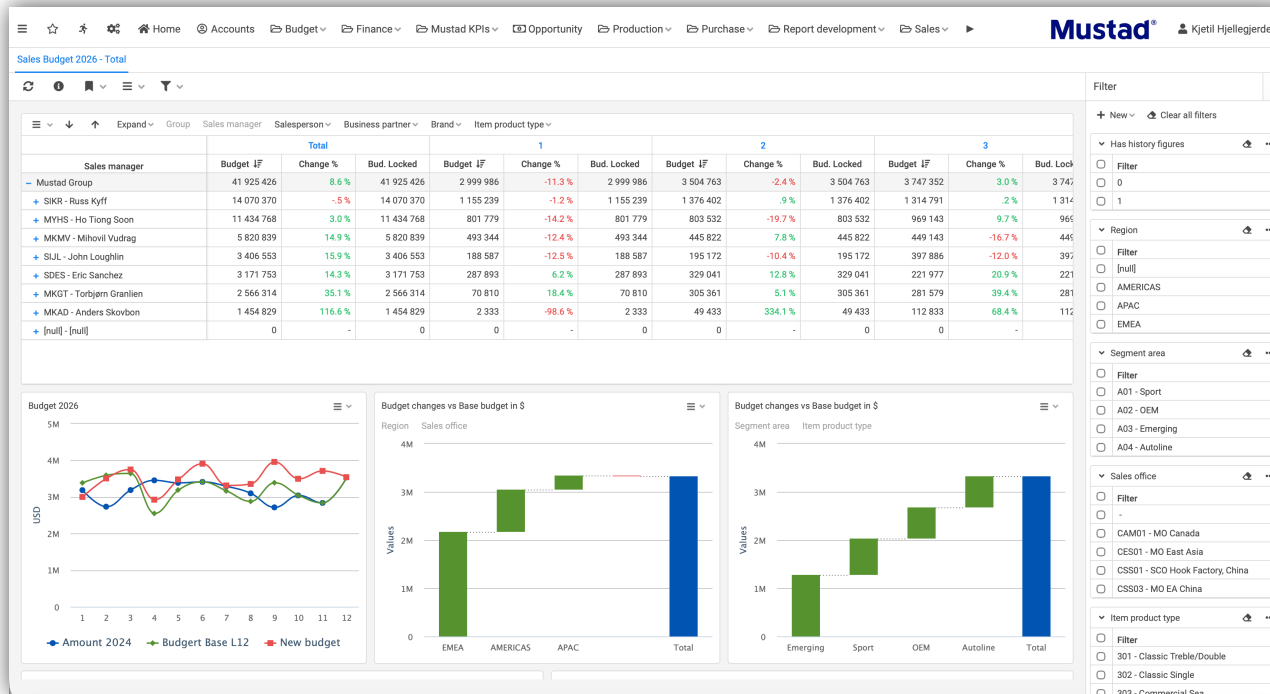 Home Accounts Budget Finance Mustad KPIs Opportunity Production Purchase Report development Sales Mustad® Kjetil Hjellegjerde
Sales Budget 2026 - Total
Filter
New Clear all filters
Expand Group Sales manager Salesperson Business partner Brand Item product type
Total 1 2 3
Sales manager Budget Change % Bud. Locked Budget Change % Bud. Locked Budget Change % Bud. Locked Budget Change % Bud. Lock
− Mustad Group 41 925 426 8.6 % 41 925 426 2 999 986 -11.3 % 2 999 986 3 504 763 -2.4 % 3 504 763 3 747 352 3.0 % 3 747
+ SIKR - Russ Kyff 14 070 370 -.5 % 14 070 370 1 155 239 -1.2 % 1 155 239 1 376 402 .9 % 1 376 402 1 314 791 .2 % 1 314
+ MYHS - Ho Tiong Soon 11 434 768 3.0 % 11 434 768 801 779 -14.2 % 801 779 803 532 -19.7 % 803 532 969 143 9.7 % 969
+ MKMV - Mihovil Vudrag 5 820 839 14.9 % 5 820 839 493 344 -12.4 % 493 344 445 822 7.8 % 445 822 449 143 -16.7 % 449
+ SIJL - John Loughlin 3 406 553 15.9 % 3 406 553 188 587 -12.5 % 188 587 195 172 -10.4 % 195 172 397 886 -12.0 % 397
+ SDES - Eric Sanchez 3 171 753 14.3 % 3 171 753 287 893 6.2 % 287 893 329 041 12.8 % 329 041 221 977 20.9 % 221
+ MKGT - Torbjørn Granlien 2 566 314 35.1 % 2 566 314 70 810 18.4 % 70 810 305 361 5.1 % 305 361 281 579 39.4 % 281
+ MKAD - Anders Skovbon 1 454 829 116.6 % 1 454 829 2 333 -98.6 % 2 333 49 433 334.1 % 49 433 112 833 68.4 % 112
+ [null] - [null] 0 - 0 0 - 0 0 - 0 0 -
Budget 2026
5M
4M
3M
2M
1M
0
USD
1 2 3 4 5 6 7 8 9 10 11 12
Amount 2024 Budgert Base L12 New budget
Budget changes vs Base budget in $
Region Sales office
4M
3M
2M
1M
0
Values
EMEA AMERICAS APAC Total
Budget changes vs Base budget in $
Segment area Item product type
4M
3M
2M
1M
0
Values
Emerging Sport OEM Autoline Total
Has history figures
Filter
0
1
Region
Filter
[null]
AMERICAS
APAC
EMEA
Segment area
Filter
A01 - Sport
A02 - OEM
A03 - Emerging
A04 - Autoline
Sales office
Filter
-
CAM01 - MO Canada
CES01 - MO East Asia
CSS01 - SCO Hook Factory, China
CSS03 - MO EA China
Item product type
Filter
301 - Classic Treble/Double
302 - Classic Single
303 - Commercial Sea